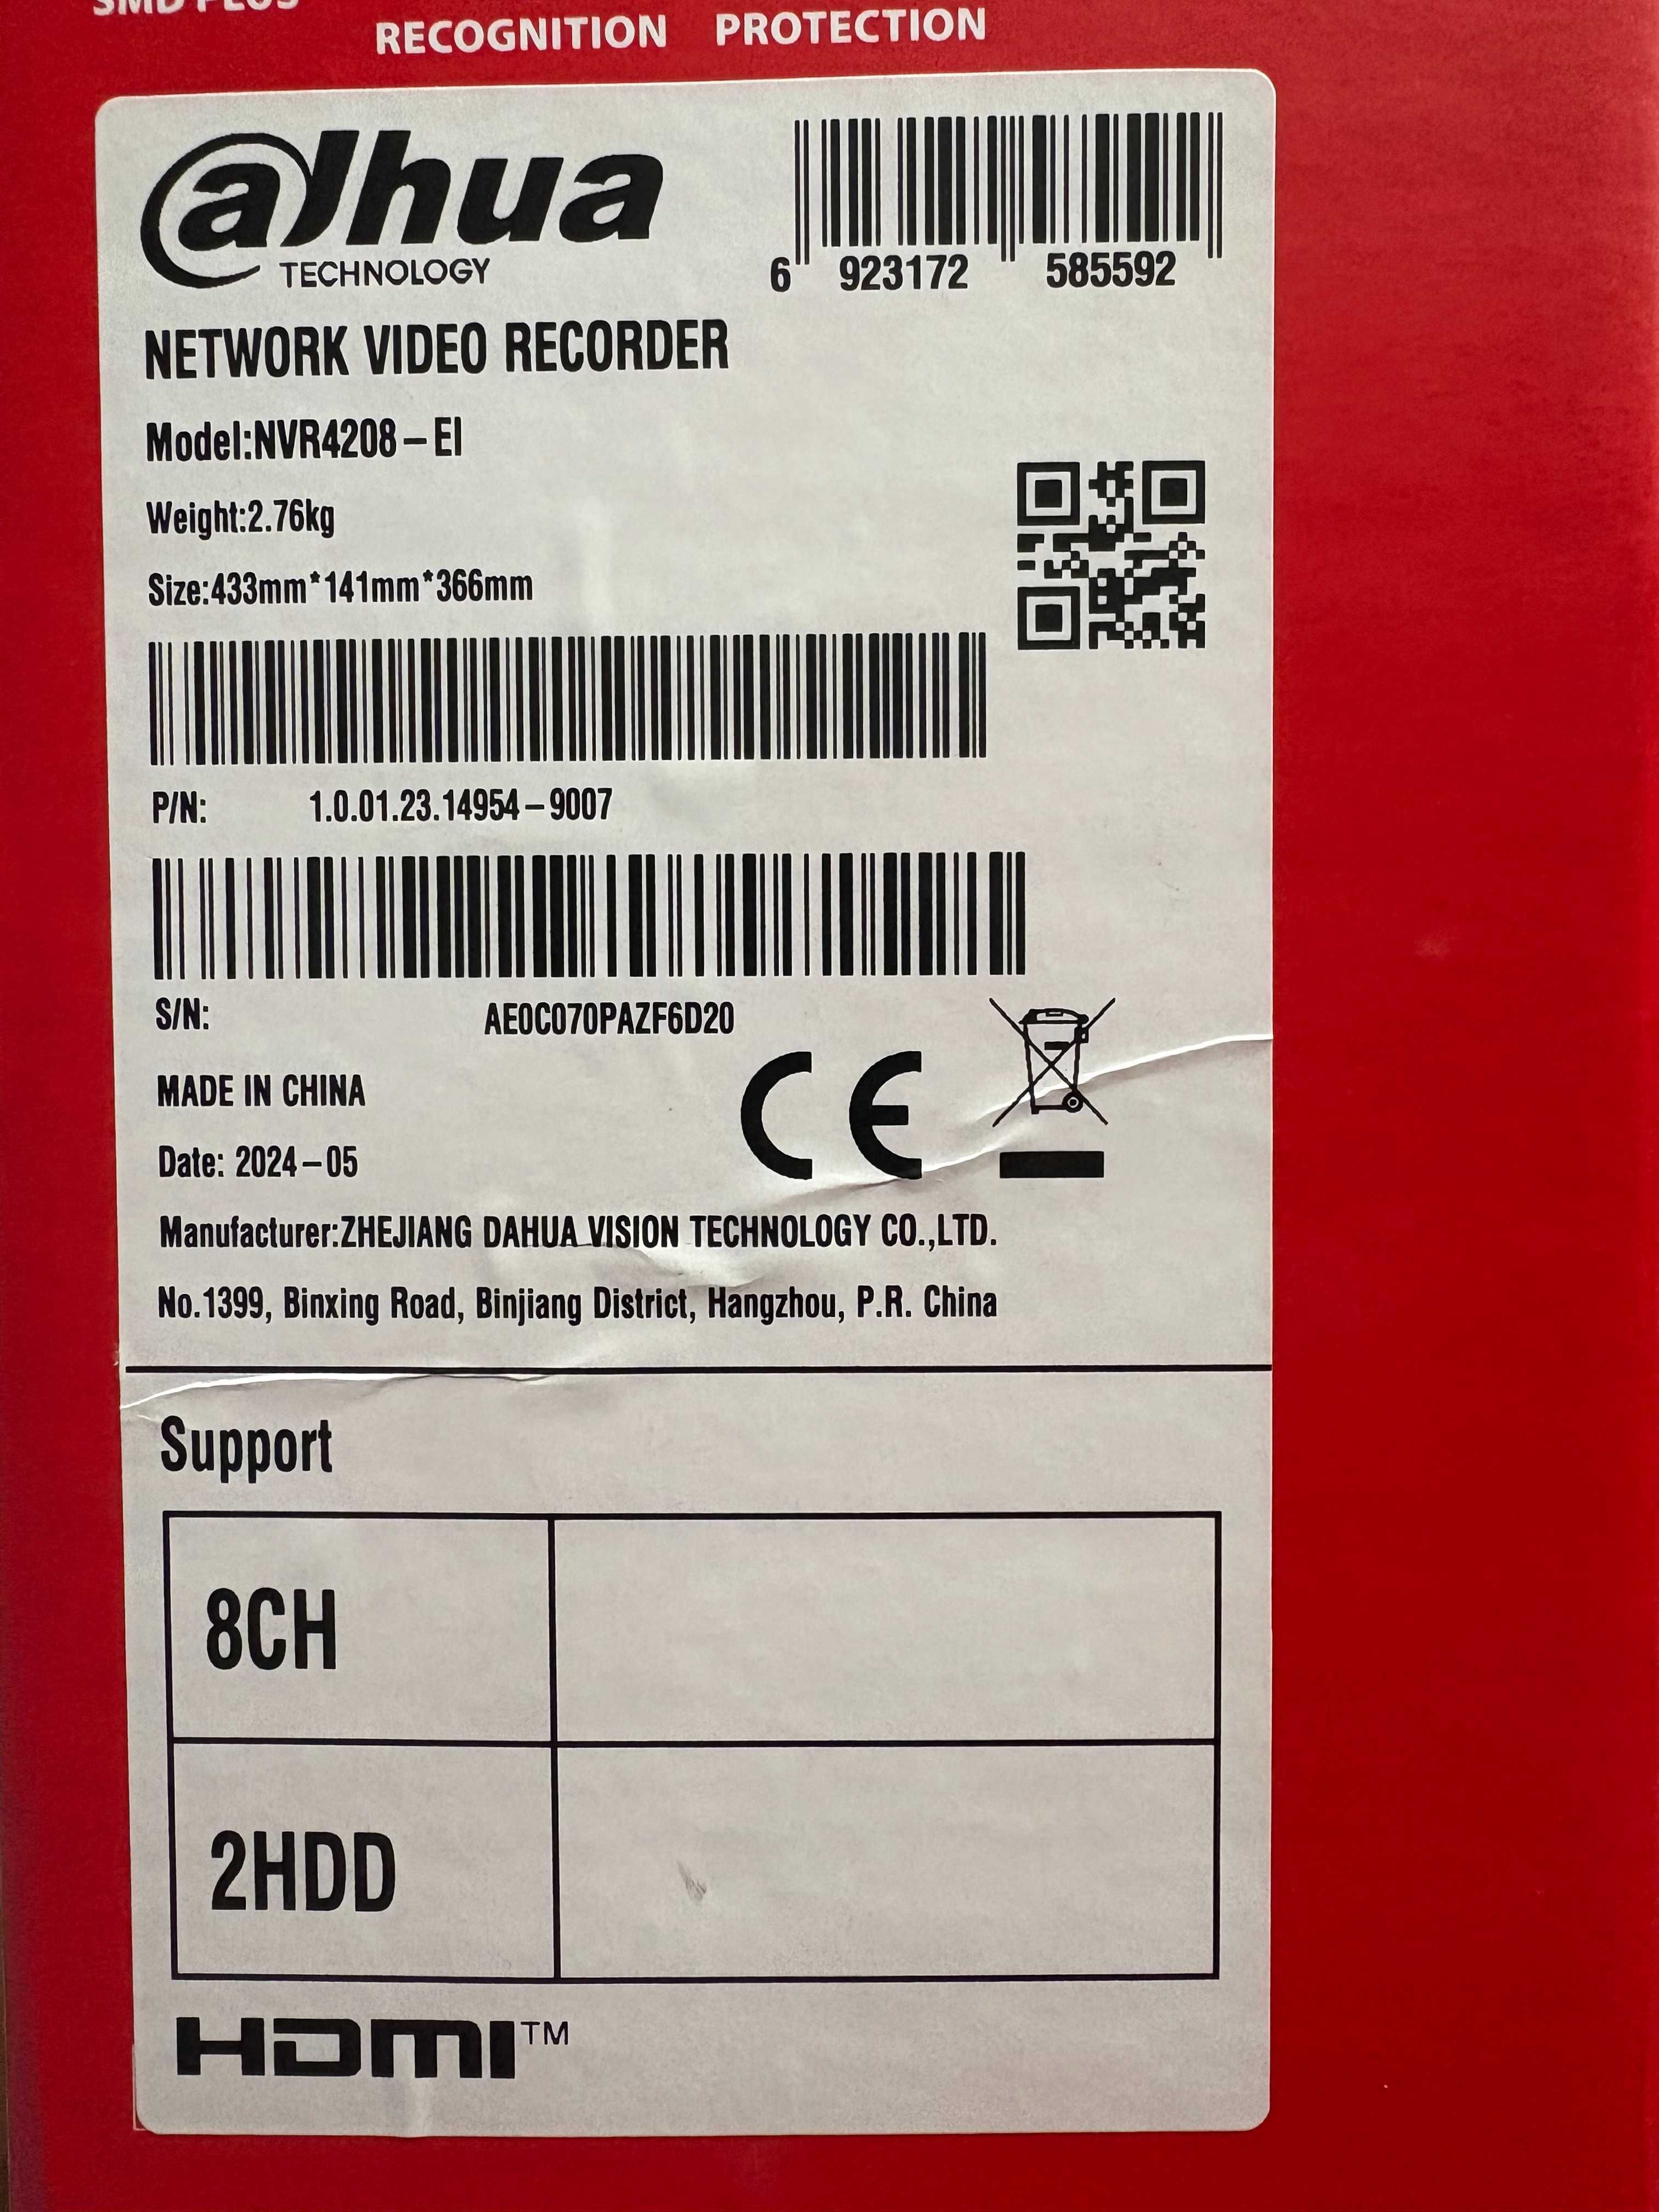 SMD PLUS
RECOGNITION PROTECTION
alhua
TECHNOLOGY
6 923172 585592
NETWORK VIDEO RECORDER
Model:NVR4208-EI
Weight:2.76kg
Size:433mm*141mm*366mm
P/N: 1.0.01.23.14954-9007
S/N: AE0C070PAZF6D20
CE
MADE IN CHINA
Date: 2024-05
Manufacturer:ZHEJIANG DAHUA VISION TECHNOLOGY CO.,LTD.
No.1399, Binxing Road, Binjiang District, Hangzhou, P.R. China
Support
8CH
2HDD
HDMI™